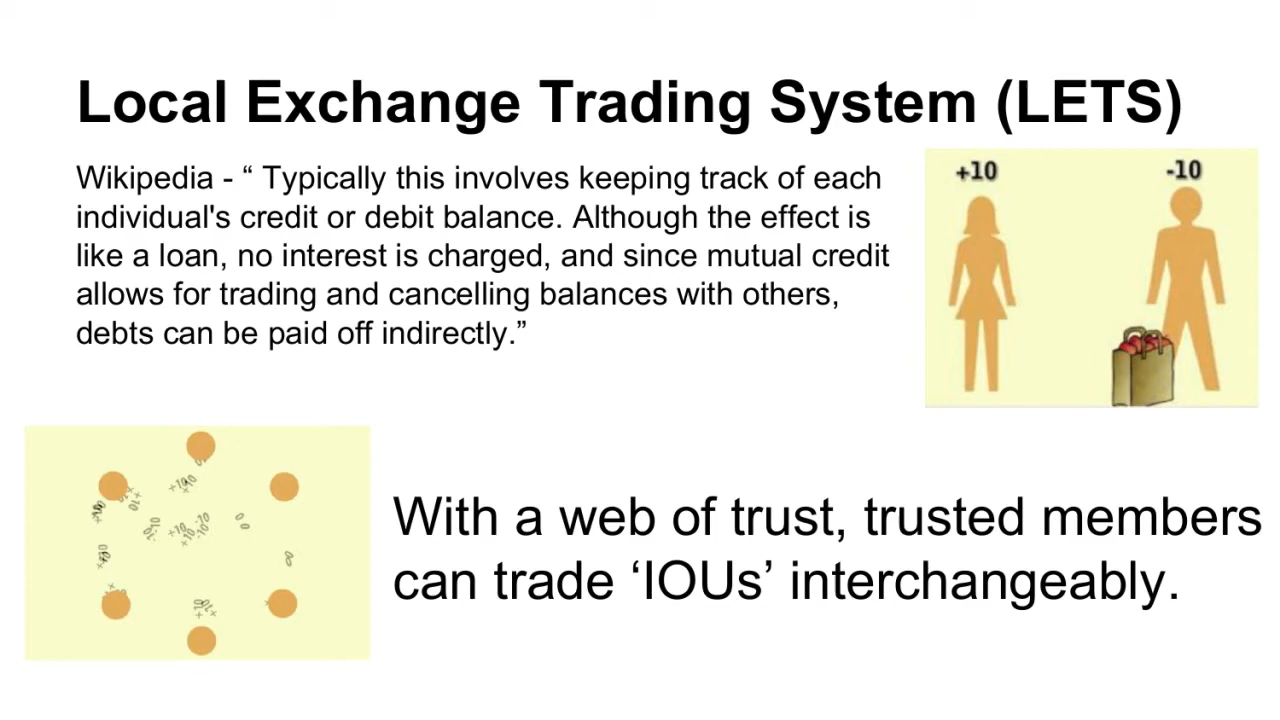 Local Exchange Trading System (LETS)
Wikipedia - “ Typically this involves keeping track of each
individual's credit or debit balance. Although the effect is
like a loan, no interest is charged, and since mutual credit
allows for trading and cancelling balances with others,
debts can be paid off indirectly.”
+10
-10
With a web of trust, trusted members
can trade ‘IOUs’ interchangeably.